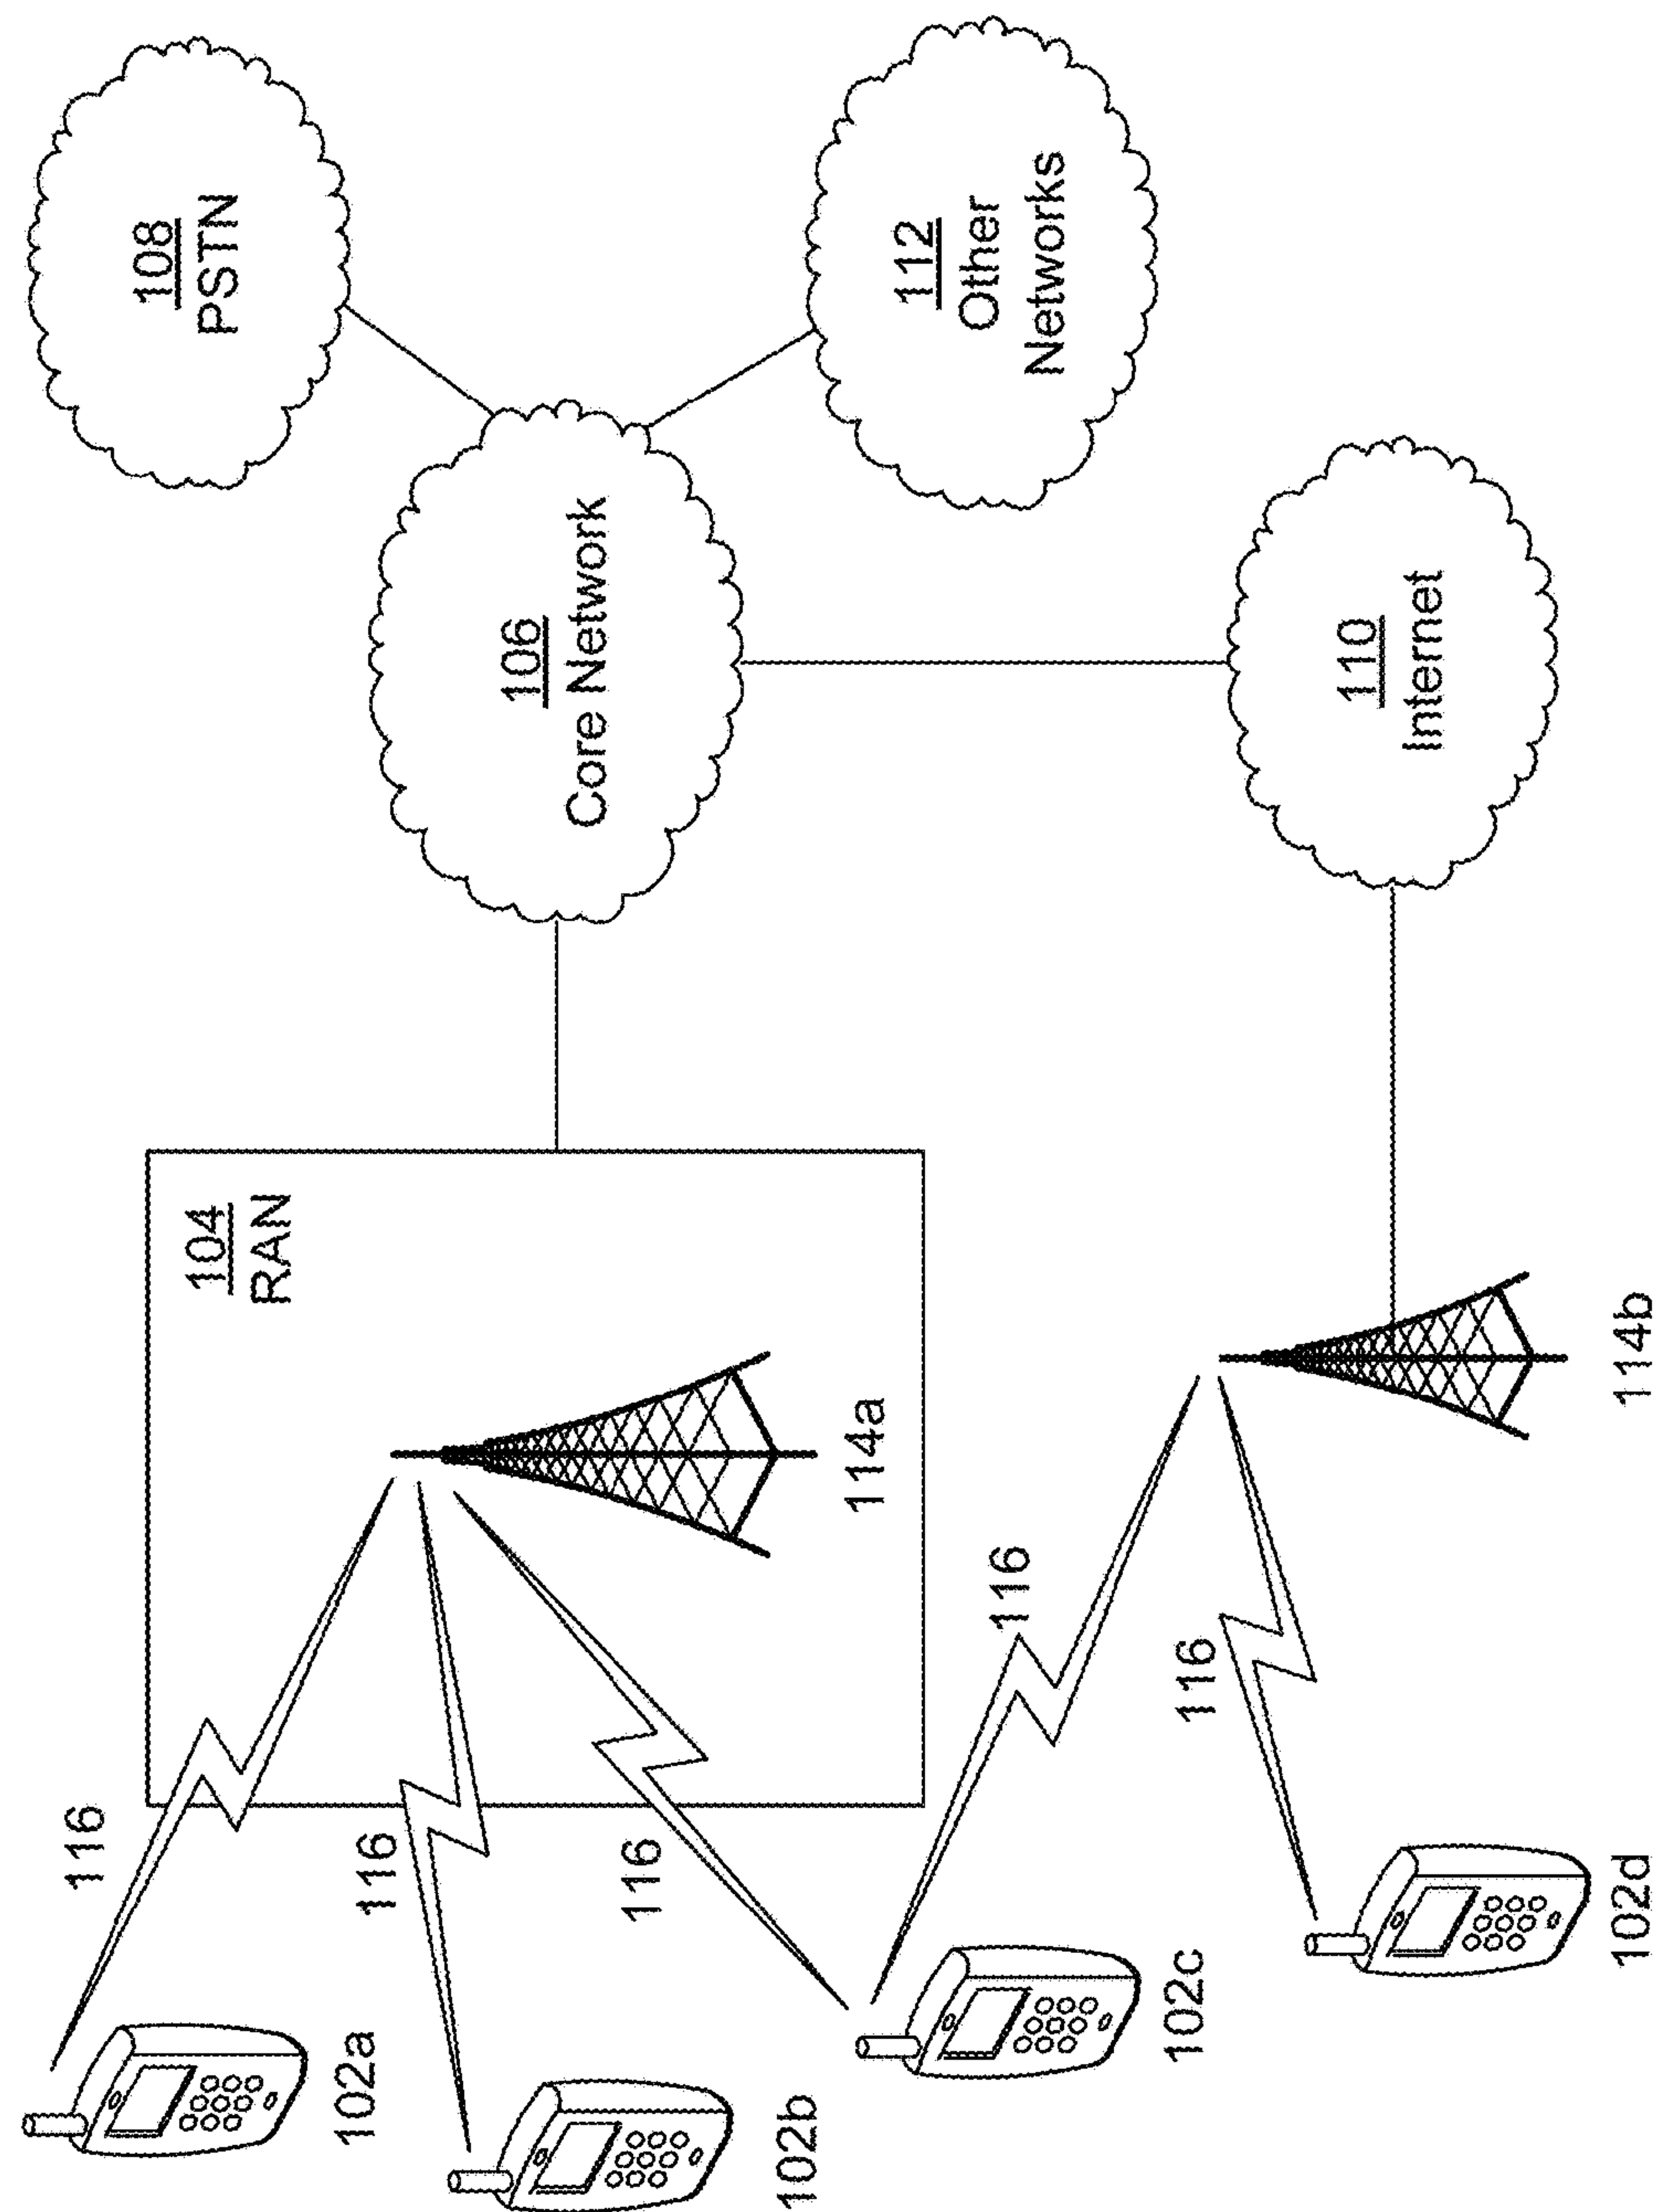 116
102a
116
102b
116
102c
116
116
102d
104
RAN
114a
114b
106
Core Network
108
PSTN
112
Other
Networks
110
Internet